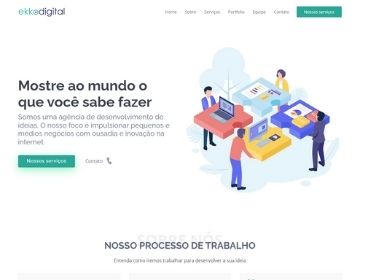 ekkodigital
Home Sobre Serviços Portfolio Equipe Contato Nossos serviços
Mostre ao mundo o
que você sabe fazer
Somos uma agência de desenvolvimento de
ideias. O nosso foco é impulsionar pequenos e
médios negócios com ousadia e inovação na
internet.
Nossos serviços Contato
SOBRE NÓS
NOSSO PROCESSO DE TRABALHO
Entenda como iremos trabalhar para desenvolver a sua ideia